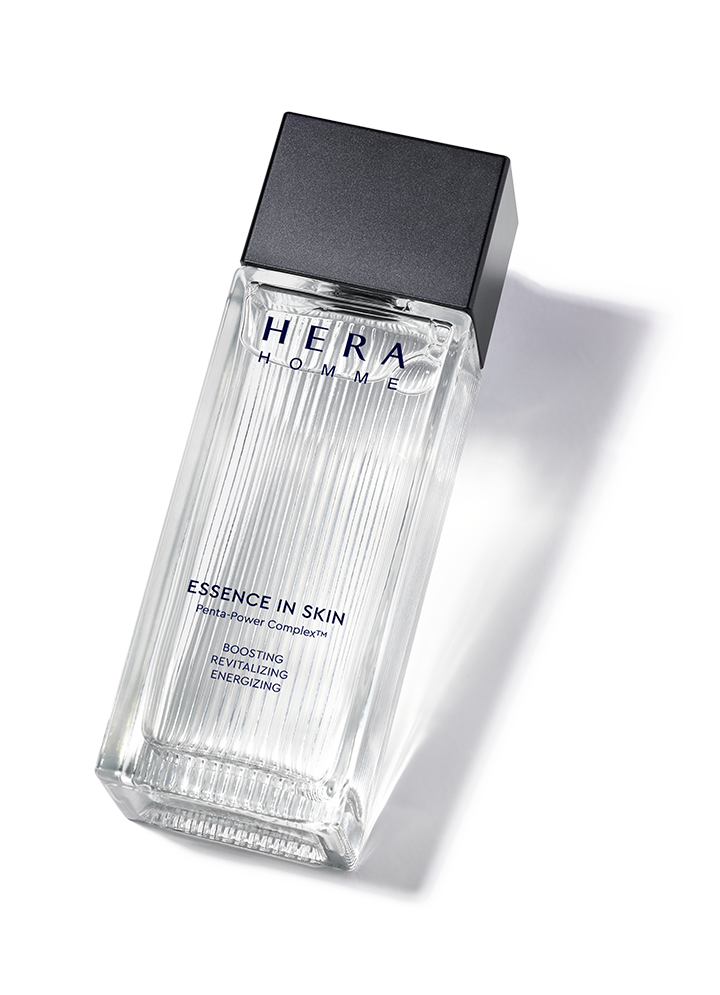 HERA
HOMME
ESSENCE IN SKIN
Penta-Power Complex™
BOOSTING
REVITALIZING
ENERGIZING